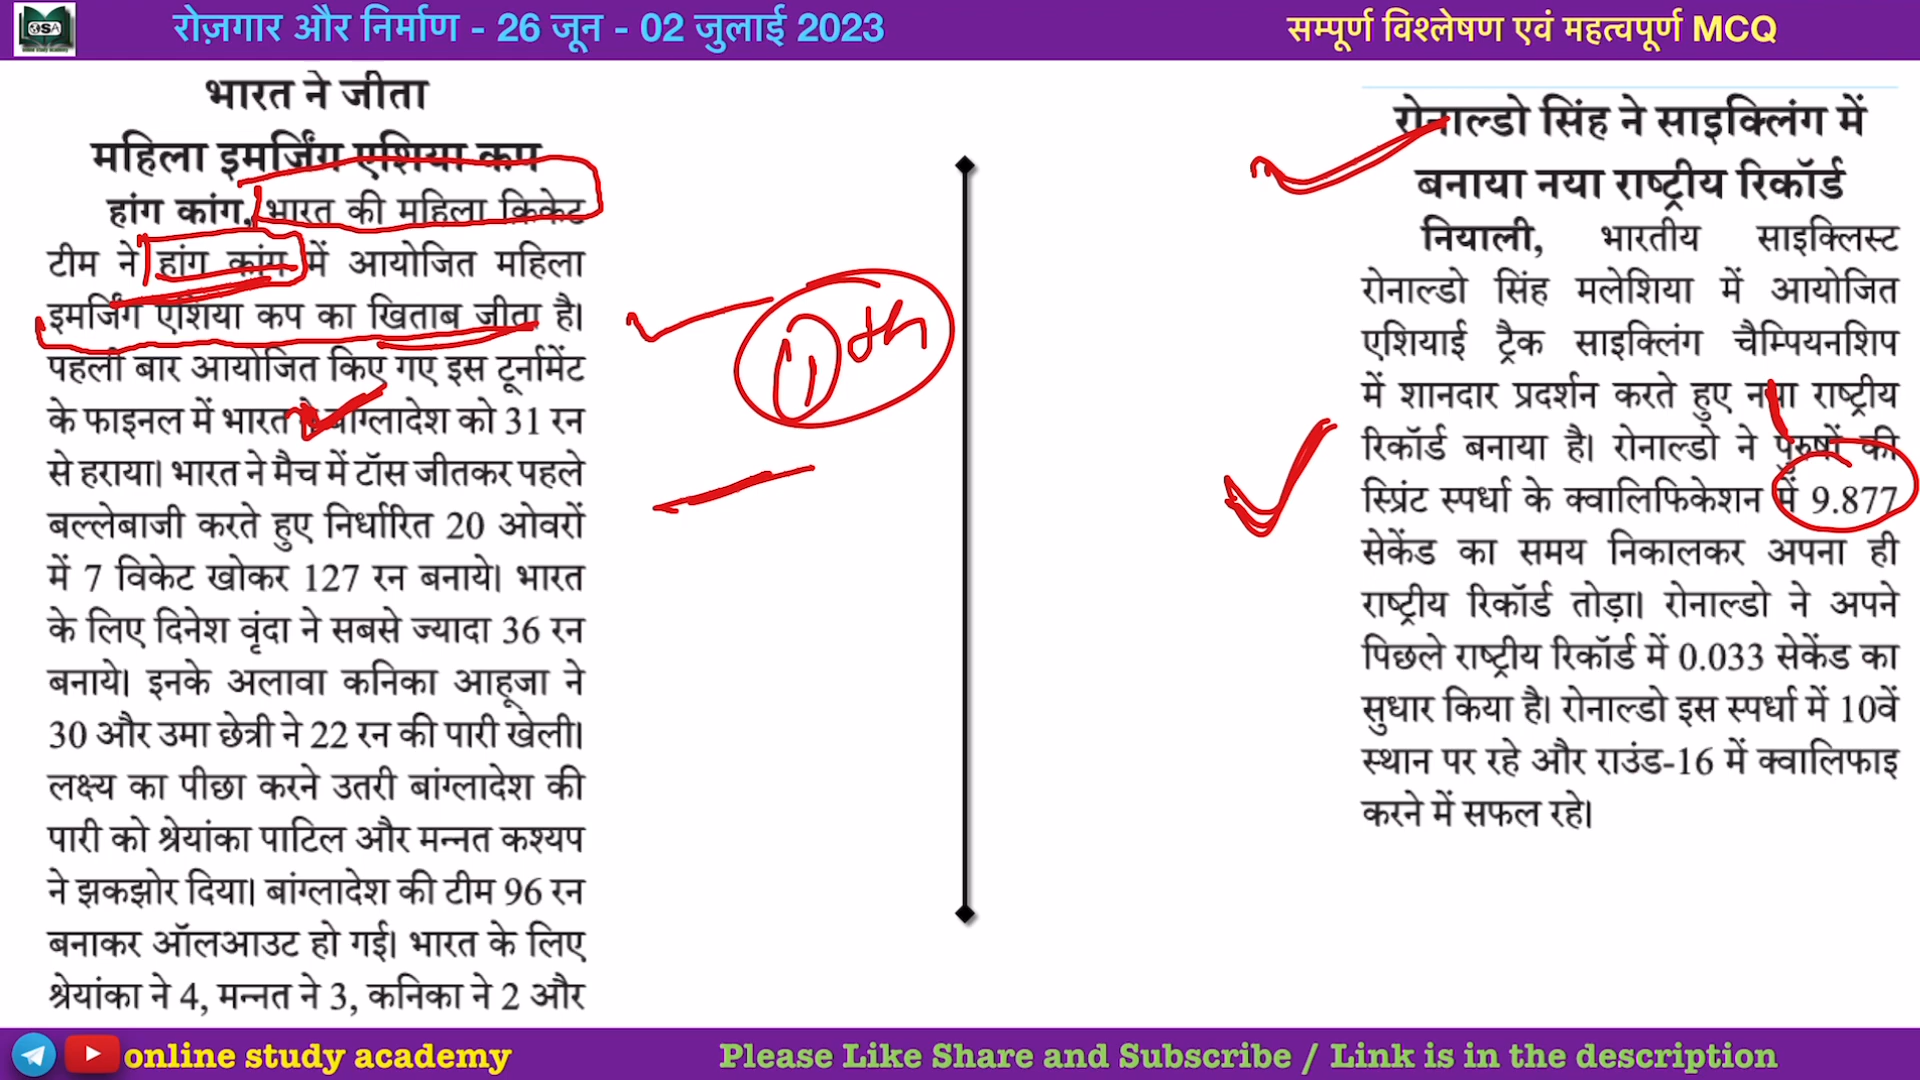 OSA
रोज़गार और निर्माण - 26 जून - 02 जुलाई 2023
सम्पूर्ण विश्लेषण एवं महत्वपूर्ण MCQ
भारत ने जीता
महिला इमर्जिंग एशिया कप
हांग कांग, भारत की महिला क्रिकेट
टीम ने हांग कांग में आयोजित महिला
इमर्जिंग एशिया कप का खिताब जीता है।
पहली बार आयोजित किए गए इस टूर्नामेंट
के फाइनल में भारत ने बांग्लादेश को 31 रन
से हराया। भारत ने मैच में टॉस जीतकर पहले
बल्लेबाजी करते हुए निर्धारित 20 ओवरों
में 7 विकेट खोकर 127 रन बनाये। भारत
के लिए दिनेश वृंदा ने सबसे ज्यादा 36 रन
बनाये। इनके अलावा कनिका आहूजा ने
30 और उमा छेत्री ने 22 रन की पारी खेली।
लक्ष्य का पीछा करने उतरी बांग्लादेश की
पारी को श्रेयांका पाटिल और मन्नत कश्यप
ने झकझोर दिया। बांग्लादेश की टीम 96 रन
बनाकर ऑलआउट हो गई। भारत के लिए
श्रेयांका ने 4, मन्नत ने 3, कनिका ने 2 और
रोनाल्डो सिंह ने साइक्लिंग में
बनाया नया राष्ट्रीय रिकॉर्ड
नियाली, भारतीय साइक्लिस्ट
रोनाल्डो सिंह मलेशिया में आयोजित
एशियाई ट्रैक साइक्लिंग चैम्पियनशिप
में शानदार प्रदर्शन करते हुए नया राष्ट्रीय
रिकॉर्ड बनाया है। रोनाल्डो ने पुरुषों की
स्प्रिंट स्पर्धा के क्वालिफिकेशन में 9.877
सेकेंड का समय निकालकर अपना ही
राष्ट्रीय रिकॉर्ड तोड़ा। रोनाल्डो ने अपने
पिछले राष्ट्रीय रिकॉर्ड में 0.033 सेकेंड का
सुधार किया है। रोनाल्डो इस स्पर्धा में 10वें
स्थान पर रहे और राउंड-16 में क्वालिफाइ
करने में सफल रहे।
online study academy
Please Like Share and Subscribe / Link is in the description